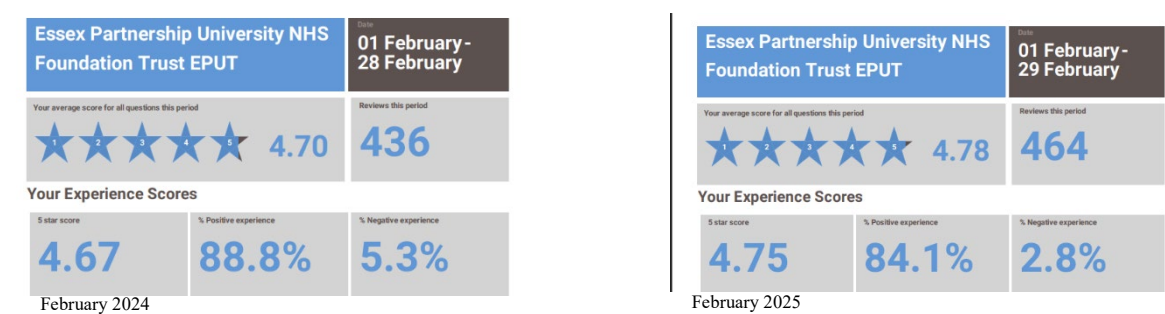 Essex Partnership University NHS
Foundation Trust EPUT
Date
01 February-
28 February
Your average score for all questions this period
1 2 3 4 5 4.70
Reviews this period
436
Your Experience Scores
5 star score
4.67
% Positive experience
88.8%
% Negative experience
5.3%
February 2024
Essex Partnership University NHS
Foundation Trust EPUT
Date
01 February-
29 February
Your average score for all questions this period
1 2 3 4 5 4.78
Reviews this period
464
Your Experience Scores
5 star score
4.75
% Positive experience
84.1%
% Negative experience
2.8%
February 2025